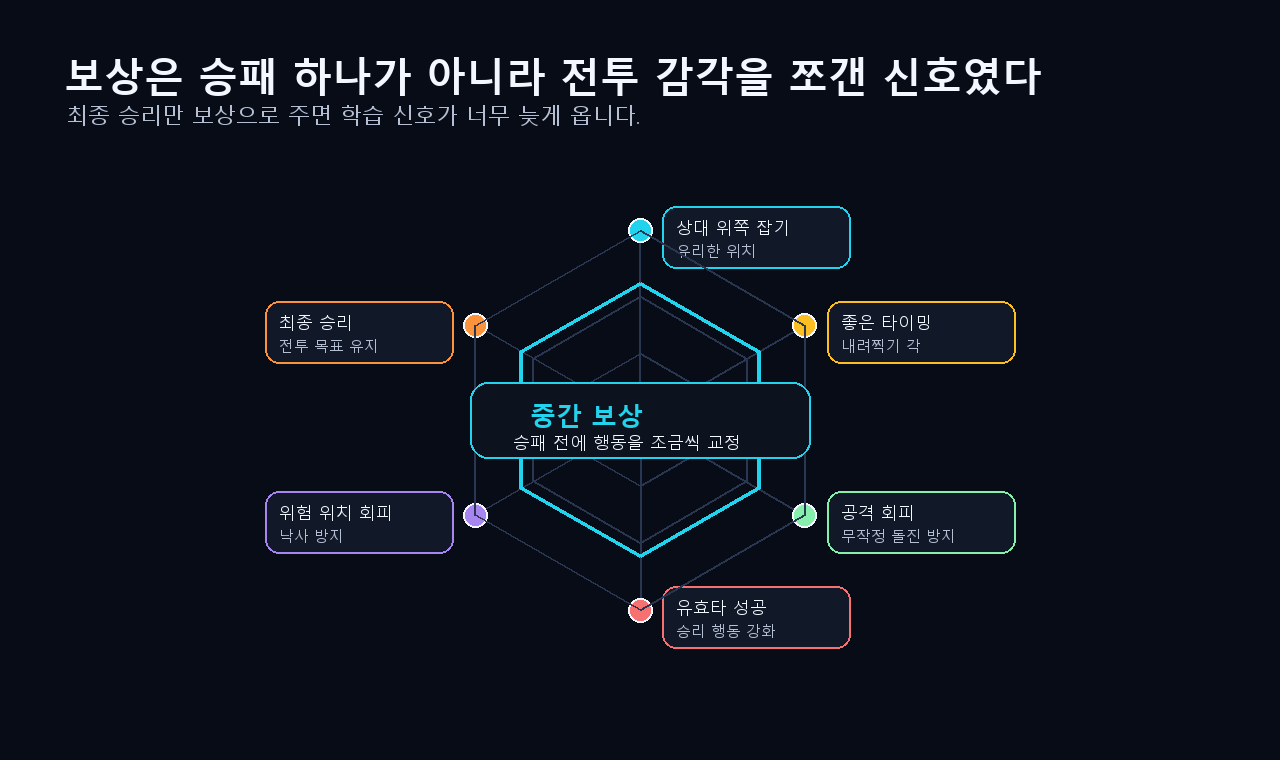 보상은 승패 하나가 아니라 전투 감각을 쪼갠 신호였다
최종 승리만 보상으로 주면 학습 신호가 너무 늦게 옵니다.
상대 위쪽 잡기
유리한 위치
최종 승리
전투 목표 유지
좋은 타이밍
내려찍기 각
중간 보상
승패 전에 행동을 조금씩 교정
위험 위치 회피
낙사 방지
공격 회피
무작정 돌진 방지
유효타 성공
승리 행동 강화